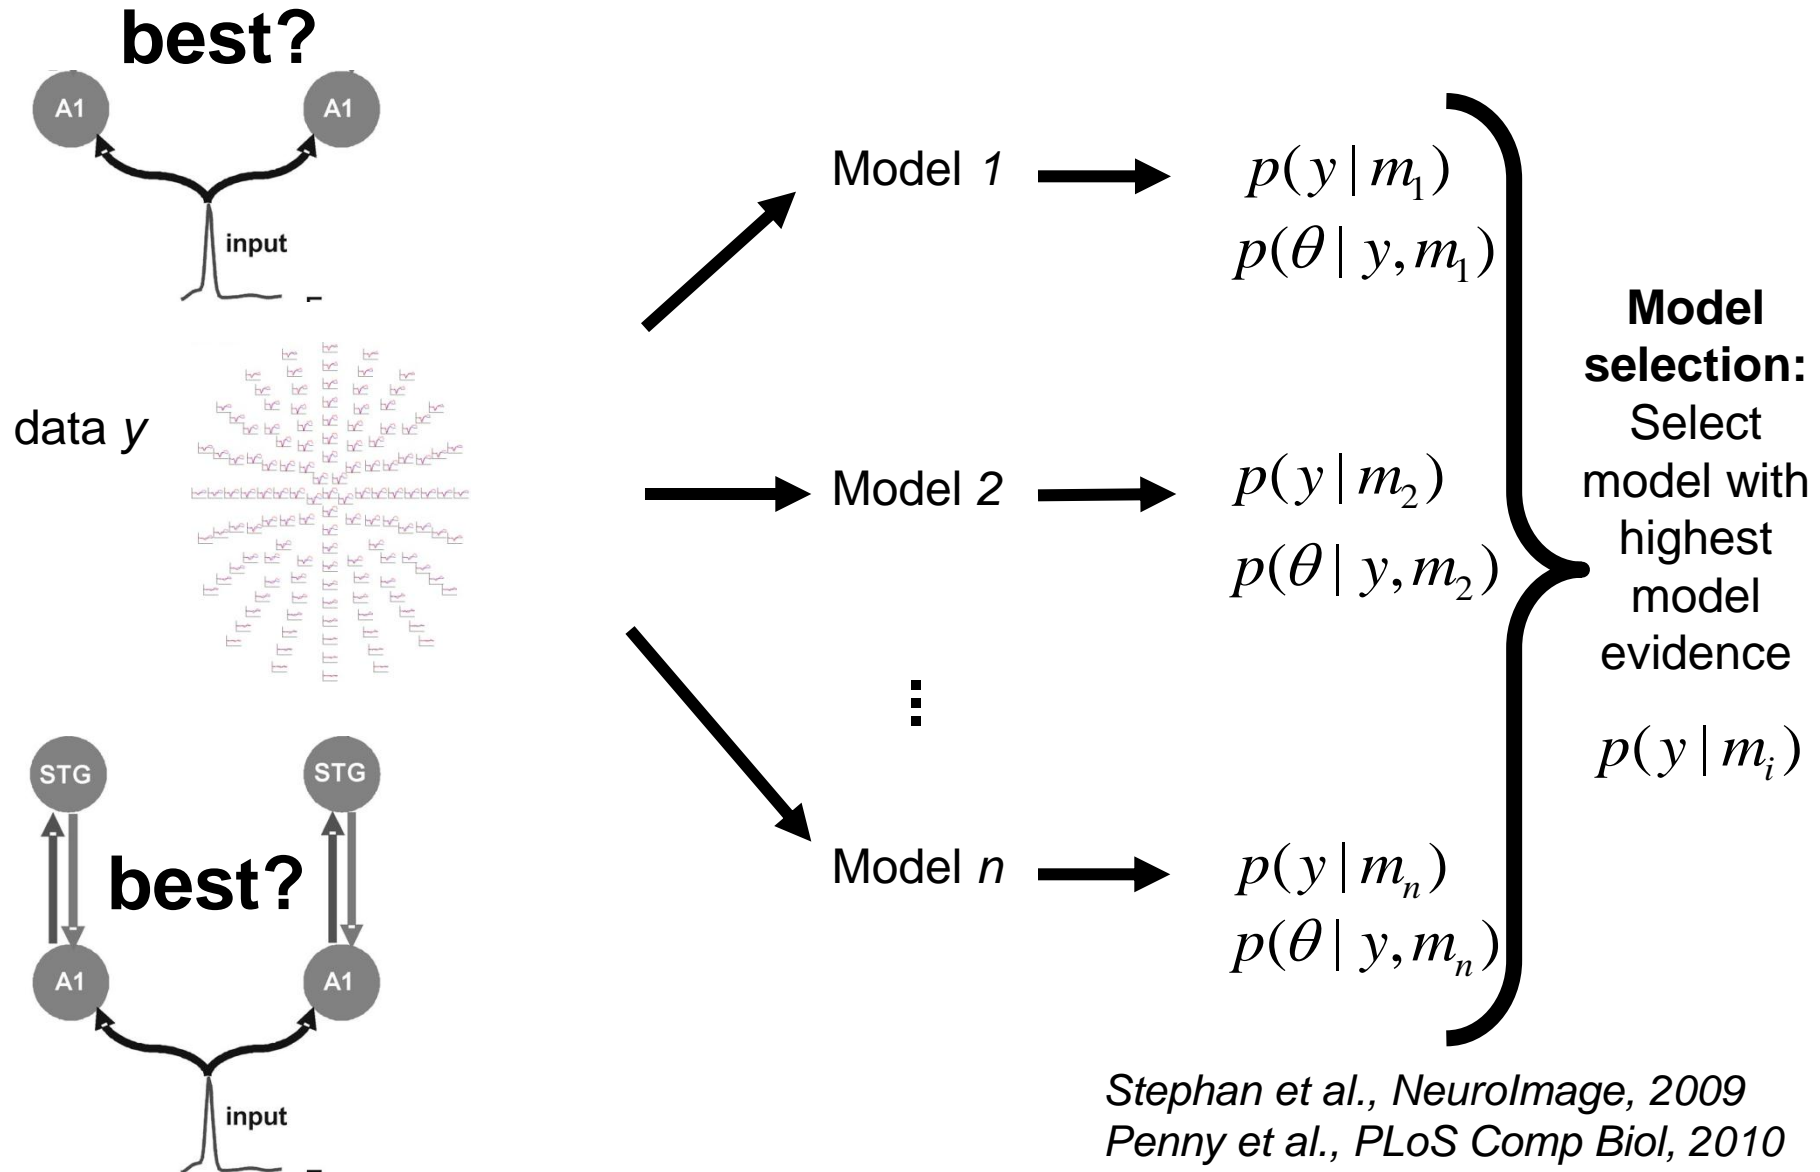 best?
A1 A1
input
data y
STG STG
best?
A1 A1
input
Model 1
p(y | m₁)
p(θ | y, m₁)
Model 2
p(y | m₂)
p(θ | y, m₂)
⋮
Model n
p(y | mₙ)
p(θ | y, mₙ)
Model
selection:
Select
model with
highest
model
evidence
p(y | mᵢ)
Stephan et al., NeuroImage, 2009
Penny et al., PLoS Comp Biol, 2010